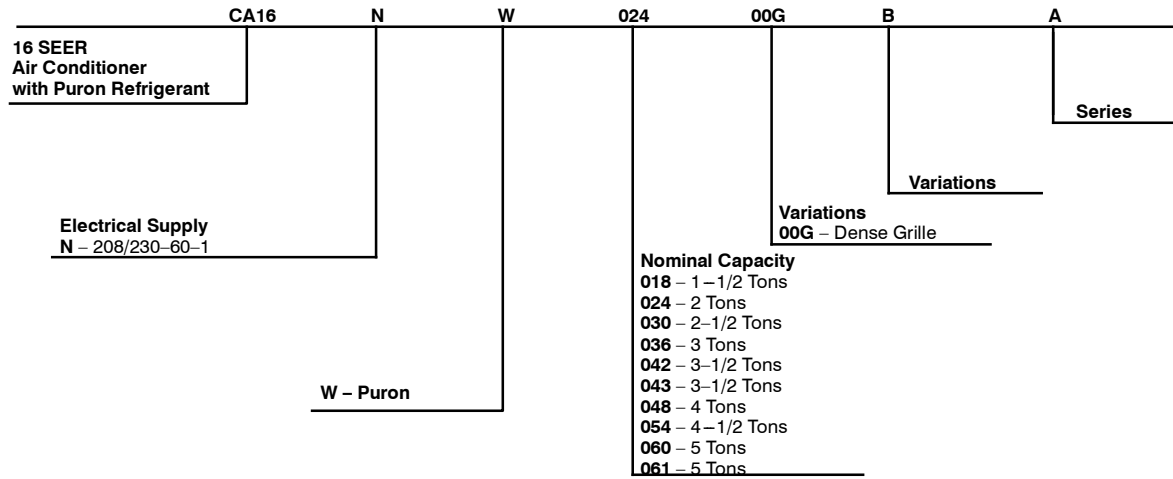 CA16 N W 024 00G B A
16 SEER
Air Conditioner
with Puron Refrigerant
Series
Variations
Electrical Supply
N – 208/230–60–1
Variations
00G – Dense Grille
Nominal Capacity
018 – 1–1/2 Tons
024 – 2 Tons
030 – 2–1/2 Tons
036 – 3 Tons
042 – 3–1/2 Tons
043 – 3–1/2 Tons
048 – 4 Tons
054 – 4–1/2 Tons
060 – 5 Tons
061 – 5 Tons
W – Puron